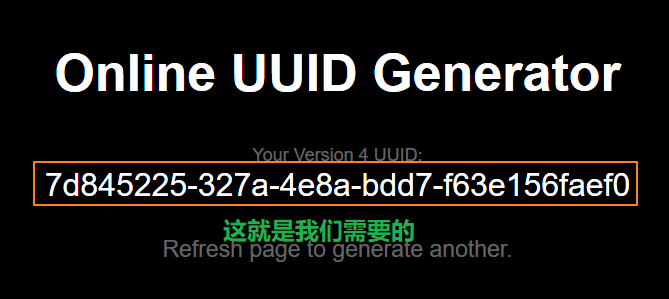 Online UUID Generator
Your Version 4 UUID:
7d845225-327a-4e8a-bdd7-f63e156faef0
这就是我们需要的
Refresh page to generate another.